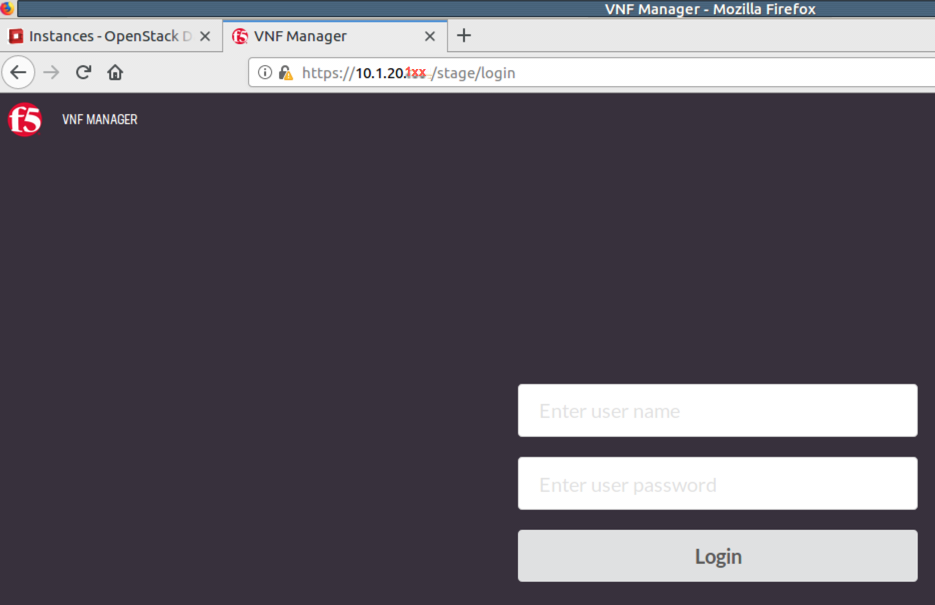 VNF Manager - Mozilla Firefox
Instances - OpenStack D
VNF Manager
https://10.1.20.1xx/stage/login
f5 VNF MANAGER
Enter user name
Enter user password
Login